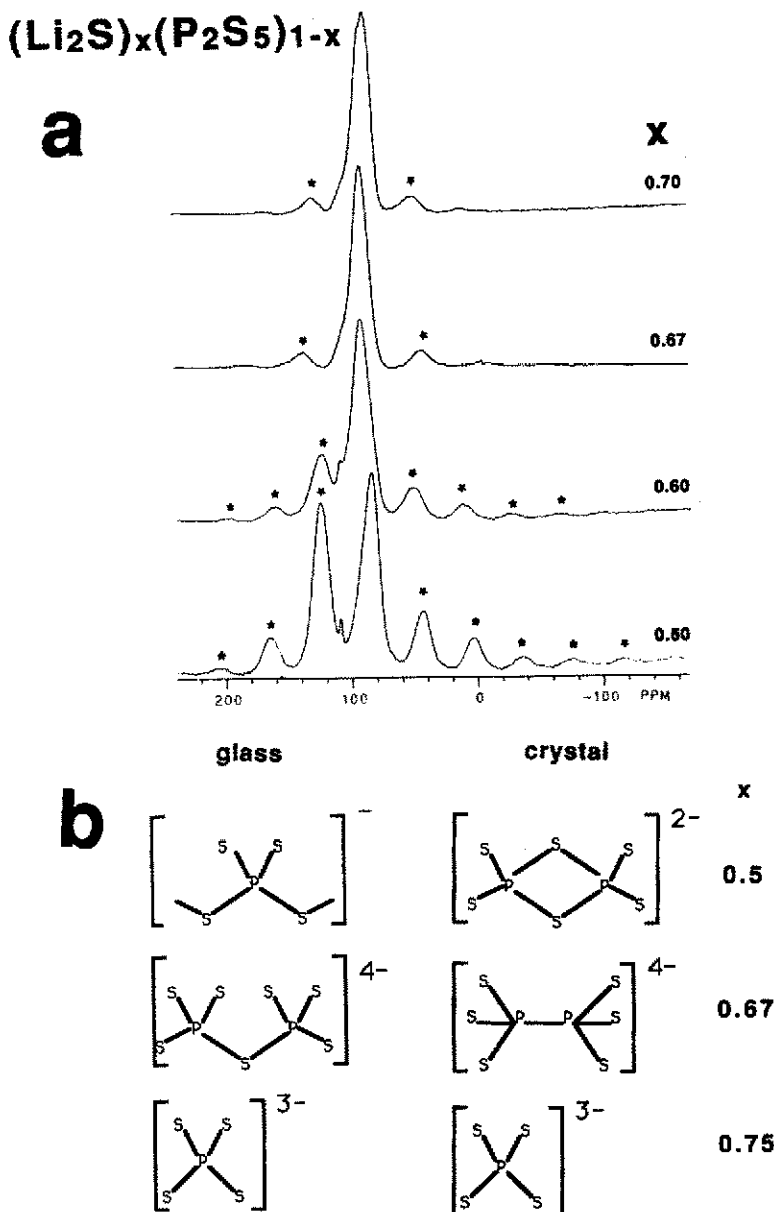 (Li2S)x(P2S5)1-x
a
x
* *
0.70
* *
0.67
* * * * * * *
0.60
* * * * * * * *
0.50
200 100 0 -100 PPM
glass crystal
b
x
S S P S S -
S S P S S P S S 2-
0.5
S S S S P P S S S 4-
S S P P S S S S 4-
0.67
S S P S S 3-
S S P S S 3-
0.75